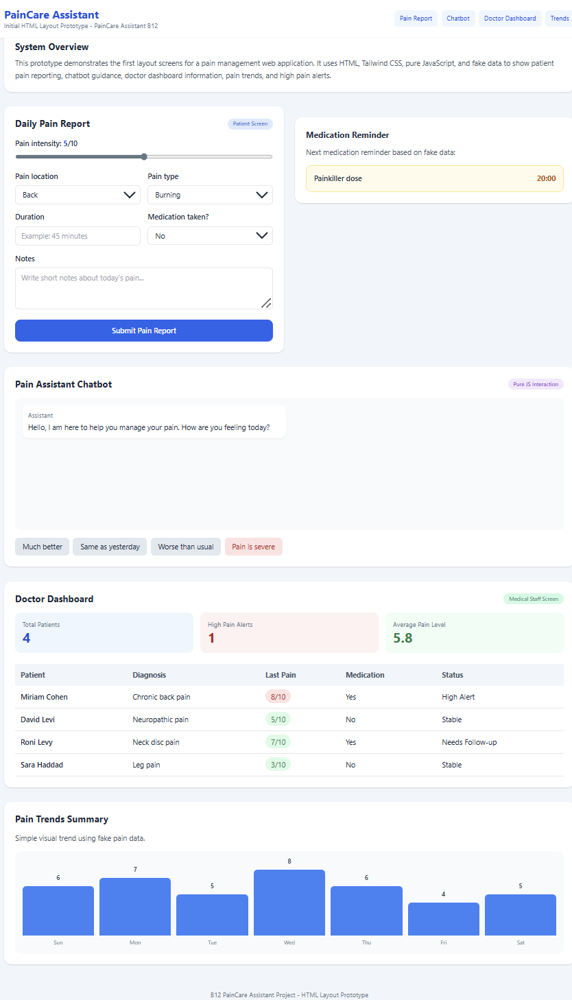 PainCare Assistant
Initial HTML Layout Prototype - PainCare Assistant B12
Pain Report
Chatbot
Doctor Dashboard
Trends
System Overview
This prototype demonstrates the first layout screens for a pain management web application. It uses HTML, Tailwind CSS, pure JavaScript, and fake data to show patient
pain reporting, chatbot guidance, doctor dashboard information, pain trends, and high pain alerts.
Daily Pain Report
Patient Screen
Pain intensity: 5/10
Pain location
Pain type
Back
Burning
Duration
Medication taken?
Example: 45 minutes
No
Notes
Write short notes about today's pain...
Submit Pain Report
Medication Reminder
Next medication reminder based on fake data:
Painkiller dose
20:00
Pain Assistant Chatbot
Pure JS Interaction
Assistant
Hello, I am here to help you manage your pain. How are you feeling today?
Much better
Same as yesterday
Worse than usual
Pain is severe
Doctor Dashboard
Medical Staff Screen
Total Patients
4
High Pain Alerts
1
Average Pain Level
5.8
Patient Diagnosis Last Pain Medication Status
Miriam Cohen Chronic back pain 8/10 Yes High Alert
David Levi Neuropathic pain 5/10 No Stable
Roni Levy Neck disc pain 7/10 Yes Needs Follow-up
Sara Haddad Leg pain 3/10 No Stable
Pain Trends Summary
Simple visual trend using fake pain data.
6 7 5 8 6 4 5
Sun Mon Tue Wed Thu Fri Sat
B12 PainCare Assistant Project - HTML Layout Prototype